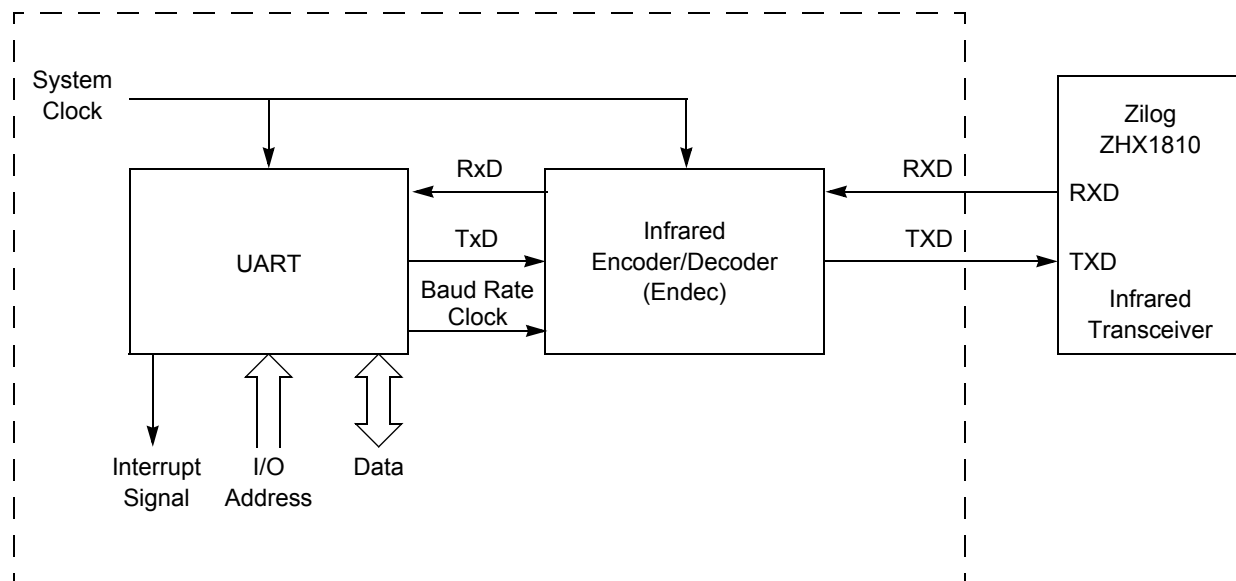 System
Clock
Zilog
ZHX1810
RxD
RXD
RXD
TxD
Infrared
Encoder/Decoder
(Endec)
TXD
TXD
UART
Baud Rate
Clock
Infrared
Transceiver
Interrupt
Signal
I/O
Address
Data